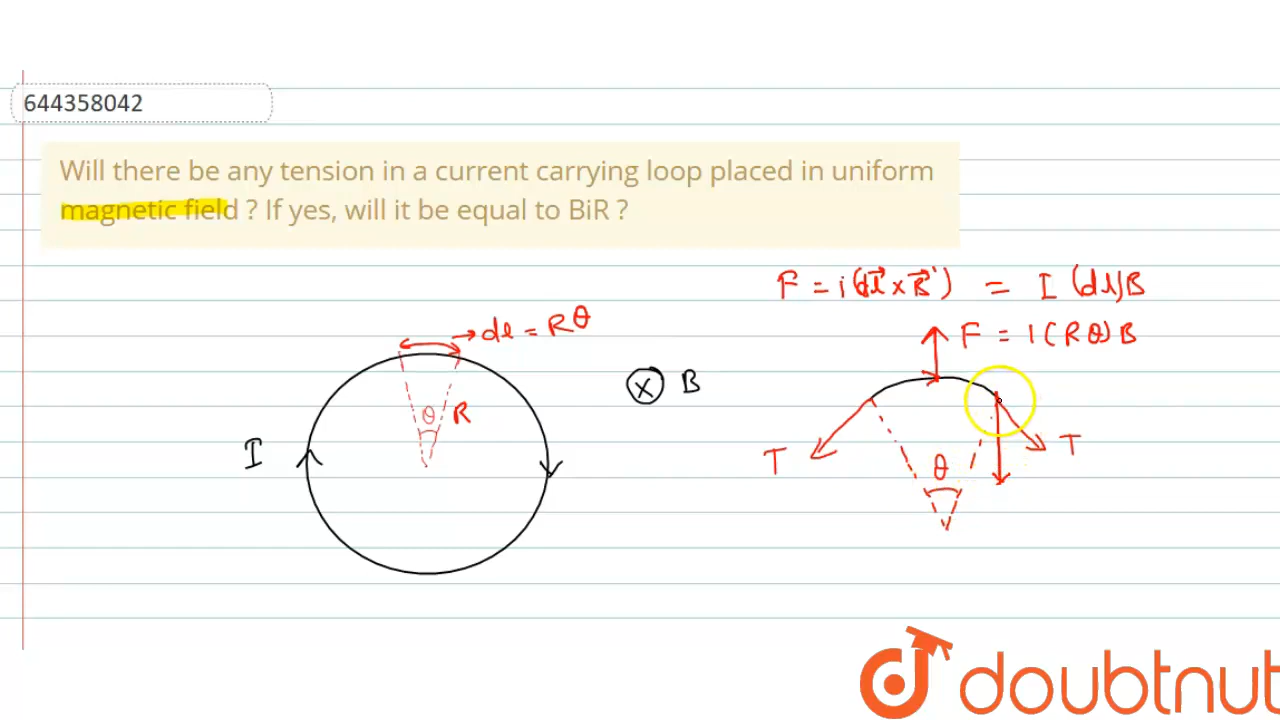 644358042
Will there be any tension in a current carrying loop placed in uniform
magnetic field ? If yes, will it be equal to BiR ?
F = i(dl × B) = I (dl)B
→ dl = Rθ
F = I(Rθ)B
θ R
I
⊗ B
T θ T
doubtnut